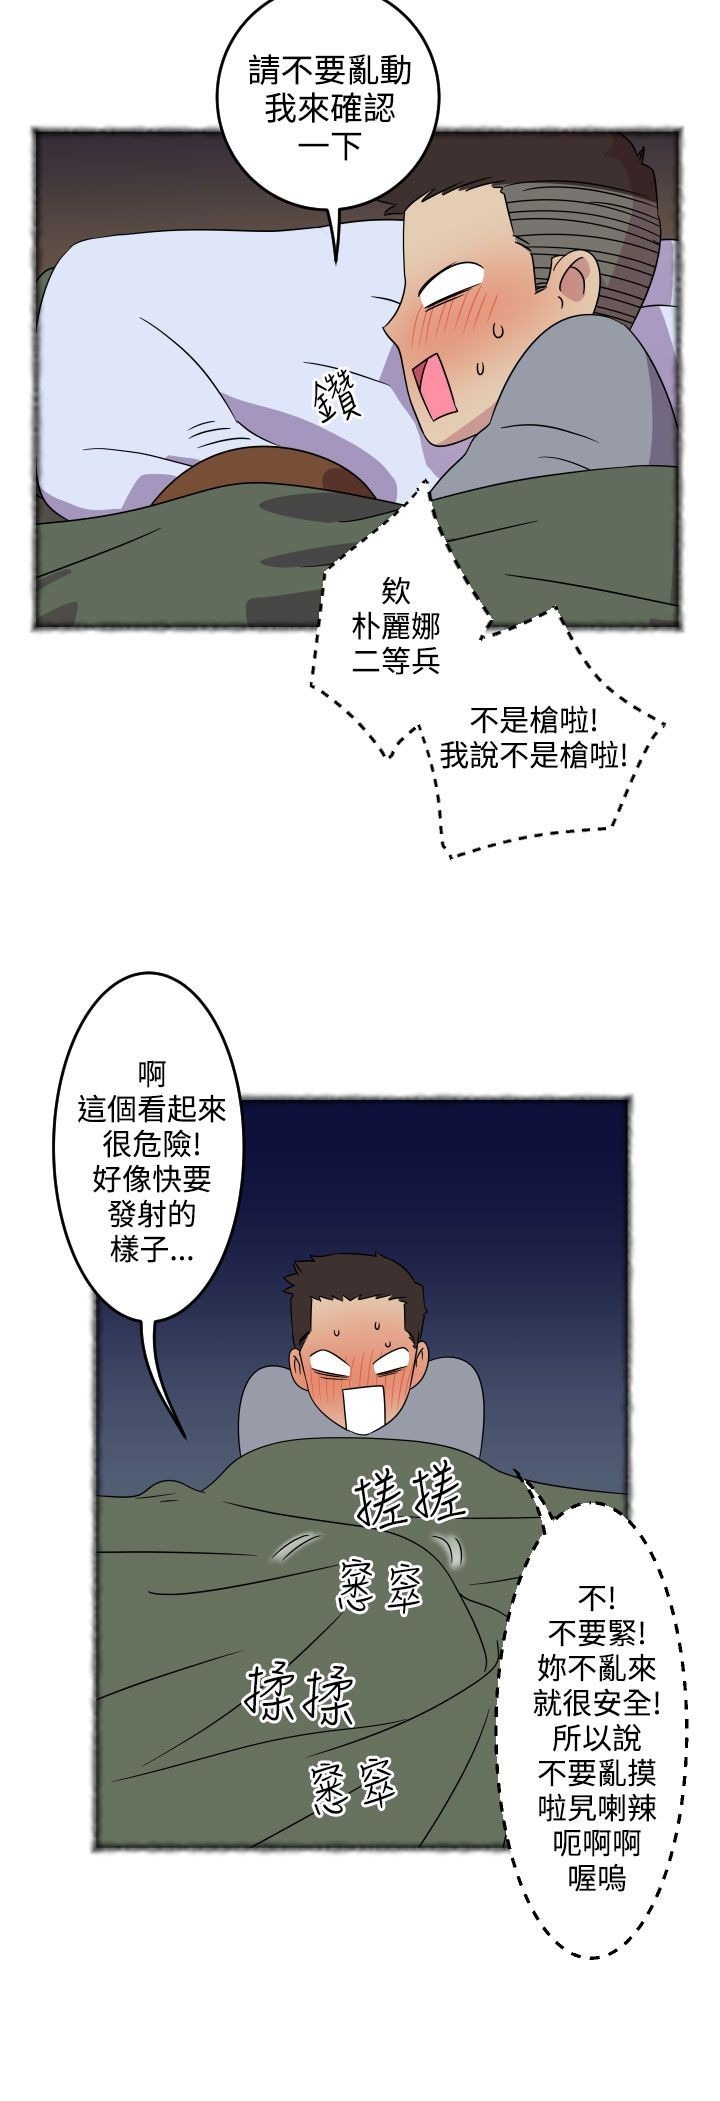 請不要亂動
我來確認
一下
鑽
欸
朴麗娜
二等兵
不是槍啦!
我說不是槍啦!
啊
這個看起來
很危險!
好像快要
發射的
樣子...
搓搓
窸窣
揉揉
窸窣
不!
不要緊!
妳不亂來
就很安全!
所以說
不要亂摸
啦旯喇辣
呃啊啊
喔嗚